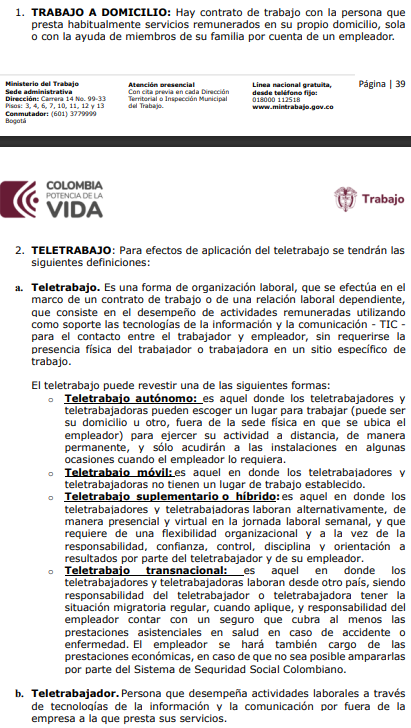 1. TRABAJO A DOMICILIO: Hay contrato de trabajo con la persona que
presta habitualmente servicios remunerados en su propio domicilio, sola
o con la ayuda de miembros de su familia por cuenta de un empleador.
Ministerio del Trabajo
Sede administrativa
Dirección: Carrera 14 No. 99-33
Pisos: 3, 4, 6, 7, 10, 11, 12 y 13
Conmutador: (601) 3779999
Bogotá
Atención presencial
Con cita previa en cada Dirección
Territorial o Inspección Municipal
del Trabajo.
Línea nacional gratuita,
desde teléfono fijo:
018000 112518
www.mintrabajo.gov.co
Página | 39
COLOMBIA
POTENCIA DE LA
VIDA
Trabajo
2. TELETRABAJO: Para efectos de aplicación del teletrabajo se tendrán las
siguientes definiciones:
a. Teletrabajo. Es una forma de organización laboral, que se efectúa en el
marco de un contrato de trabajo o de una relación laboral dependiente,
que consiste en el desempeño de actividades remuneradas utilizando
como soporte las tecnologías de la información y la comunicación - TIC -
para el contacto entre el trabajador y empleador, sin requerirse la
presencia física del trabajador o trabajadora en un sitio específico de
trabajo.
El teletrabajo puede revestir una de las siguientes formas:
o Teletrabajo autónomo: es aquel donde los teletrabajadores y
teletrabajadoras pueden escoger un lugar para trabajar (puede ser
su domicilio u otro, fuera de la sede física en que se ubica el
empleador) para ejercer su actividad a distancia, de manera
permanente, y sólo acudirán a las instalaciones en algunas
ocasiones cuando el empleador lo requiera.
o Teletrabajo móvil: es aquel en donde los teletrabajadores y
teletrabajadoras no tienen un lugar de trabajo establecido.
o Teletrabajo suplementario o híbrido: es aquel en donde los
teletrabajadores y teletrabajadoras laboran alternativamente, de
manera presencial y virtual en la jornada laboral semanal, y que
requiere de una flexibilidad organizacional y a la vez de la
responsabilidad, confianza, control, disciplina y orientación a
resultados por parte del teletrabajador y de su empleador.
o Teletrabajo transnacional: es aquel en donde los
teletrabajadores y teletrabajadoras laboran desde otro país, siendo
responsabilidad del teletrabajador o teletrabajadora tener la
situación migratoria regular, cuando aplique, y responsabilidad del
empleador contar con un seguro que cubra al menos las
prestaciones asistenciales en salud en caso de accidente o
enfermedad. El empleador se hará también cargo de las
prestaciones económicas, en caso de que no sea posible ampararlas
por parte del Sistema de Seguridad Social Colombiano.
b. Teletrabajador. Persona que desempeña actividades laborales a través
de tecnologías de la información y la comunicación por fuera de la
empresa a la que presta sus servicios.